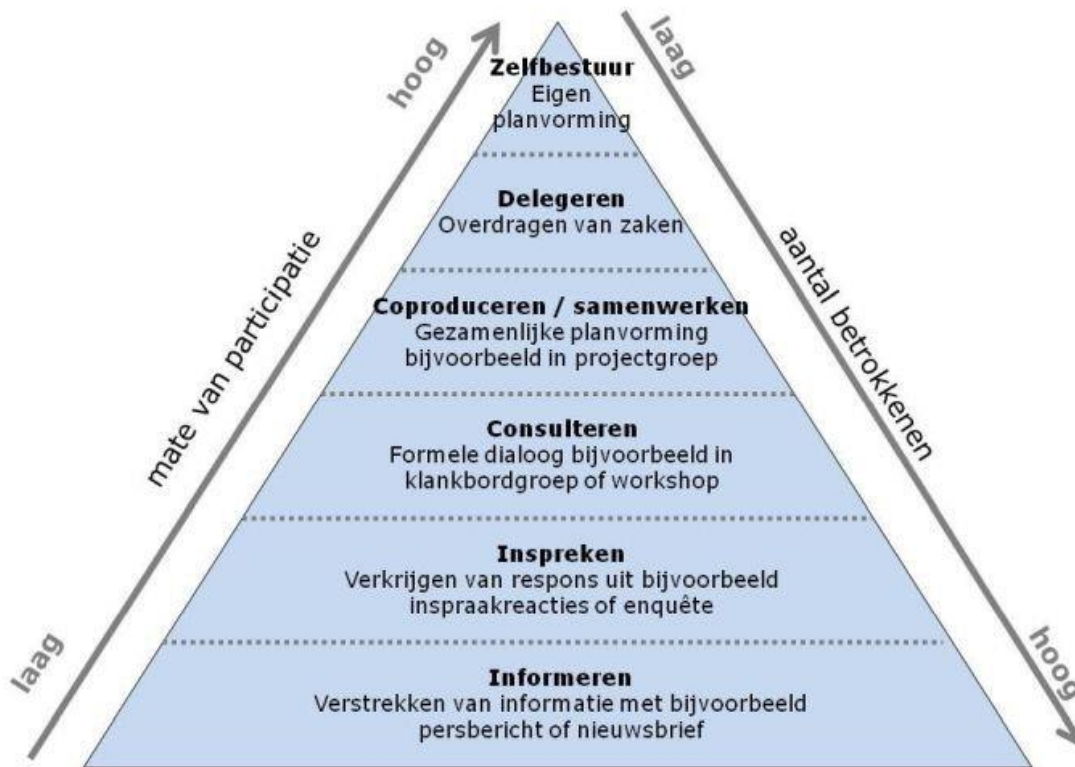 hoog
laag
Zelfbestuur
Eigen
planvorming
Delegeren
Overdragen van zaken
mate van participatie
aantal betrokkenen
Coproduceren / samenwerken
Gezamenlijke planvorming
bijvoorbeeld in projectgroep
Consulteren
Formele dialoog bijvoorbeeld in
klankbordgroep of workshop
Inspreken
Verkrijgen van respons uit bijvoorbeeld
inspraakreacties of enquête
laag
hoog
Informeren
Verstrekken van informatie met bijvoorbeeld
persbericht of nieuwsbrief